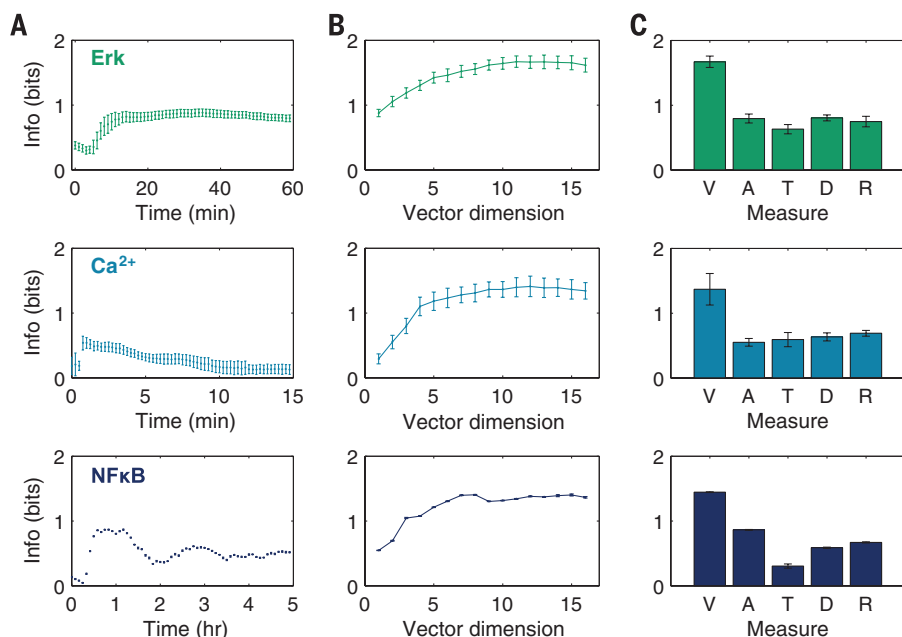 A
B
C
Erk
Info (bits)
2
1
0
0 20 40 60
Time (min)
2
1
0
0 5 10 15
Vector dimension
2
1
0
V A T D R
Measure
Ca²⁺
Info (bits)
2
1
0
0 5 10 15
Time (min)
2
1
0
0 5 10 15
Vector dimension
2
1
0
V A T D R
Measure
NFκB
Info (bits)
2
1
0
0 1 2 3 4 5
Time (hr)
2
1
0
0 5 10 15
Vector dimension
2
1
0
V A T D R
Measure